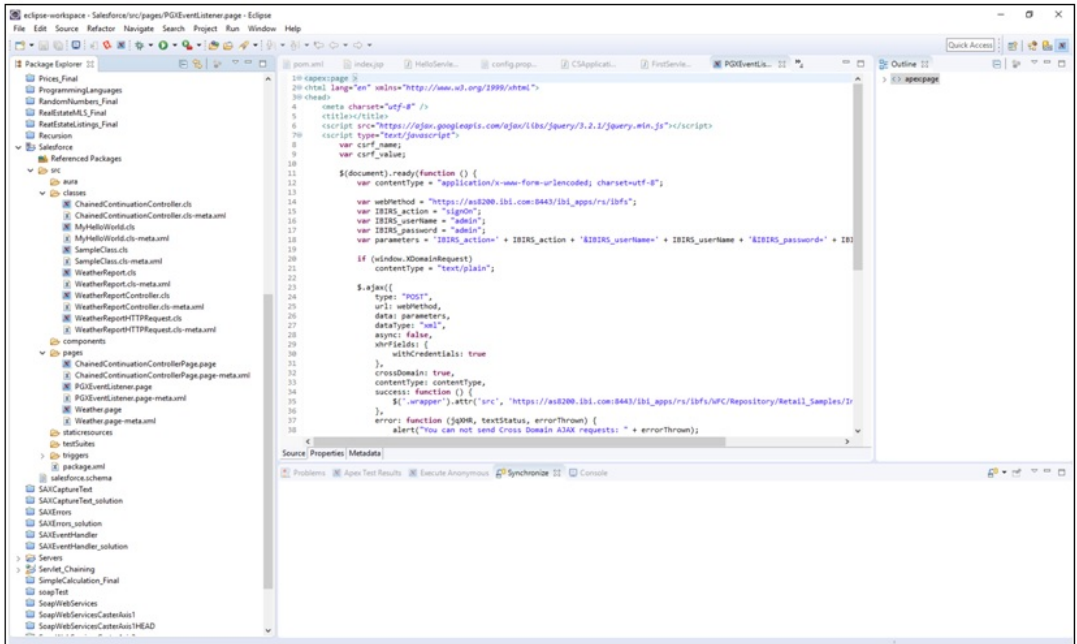 eclipse-workspace - Salesforce/src/pages/PGXEventListener.page - Eclipse
File Edit Source Refactor Navigate Search Project Run Window Help
Quick Access
Package Explorer
Prices_Final
ProgrammingLanguages
RandomNumbers_Final
RealEstateMLS_Final
RealEstateListings_Final
Recursion
Salesforce
Referenced Packages
src
aura
classes
ChainedContinuationController.cls
ChainedContinuationController.cls-meta.xml
MyHelloWorld.cls
MyHelloWorld.cls-meta.xml
SampleClass.cls
SampleClass.cls-meta.xml
WeatherReport.cls
WeatherReport.cls-meta.xml
WeatherReportController.cls
WeatherReportController.cls-meta.xml
WeatherReportHTTPRequest.cls
WeatherReportHTTPRequest.cls-meta.xml
components
pages
ChainedContinuationControllerPage.page
ChainedContinuationControllerPage.page-meta.xml
PGXEventListener.page
PGXEventListener.page-meta.xml
Weather.page
Weather.page-meta.xml
staticresources
testSuites
triggers
package.xml
salesforce.schema
SAXCaptureText
SAXCaptureText_solution
SAXErrors
SAXErrors_solution
SAXEventHandler
SAXEventHandler_solution
Servers
Servlet_Chaining
SimpleCalculation_Final
soapTest
SoapWebServices
SoapWebServicesCasterAxis1
SoapWebServicesCasterAxis1HEAD
pom.xml index.jsp HelloServle... config.prop... CSApplicati... FirstServle... PGXEventLis...
1 <apex:page >
2 <html lang="en" xmlns="http://www.w3.org/1999/xhtml">
3 <head>
4 <meta charset="utf-8" />
5 <title></title>
6 <script src="https://ajax.googleapis.com/ajax/libs/jquery/3.2.1/jquery.min.js"></script>
7 <script type="text/javascript">
8 var csrf_name;
9 var csrf_value;
10
11 $(document).ready(function () {
12 var contentType = "application/x-www-form-urlencoded; charset=utf-8";
13
14 var webMethod = "https://as8200.ibi.com:8443/ibi_apps/rs/ibfs";
15 var IBIRS_action = "signOn";
16 var IBIRS_userName = "admin";
17 var IBIRS_password = "admin";
18 var parameters = 'IBIRS_action=' + IBIRS_action + '&IBIRS_userName=' + IBIRS_userName + '&IBIRS_password=' + IBI
19
20 if (window.XDomainRequest)
21 contentType = "text/plain";
22
23 $.ajax({
24 type: "POST",
25 url: webMethod,
26 data: parameters,
27 dataType: "xml",
28 async: false,
29 xhrFields: {
30 withCredentials: true
31 },
32 crossDomain: true,
33 contentType: contentType,
34 success: function () {
35 $('.wrapper').attr('src', 'https://as8200.ibi.com:8443/ibi_apps/rs/ibfs/WFC/Repository/Retail_Samples/In
36 },
37 error: function (jqXHR, textStatus, errorThrown) {
38 alert("You can not send Cross Domain AJAX requests: " + errorThrown);
Source Properties Metadata
Outline
apex:page
Problems Apex Test Results Execute Anonymous Synchronize Console